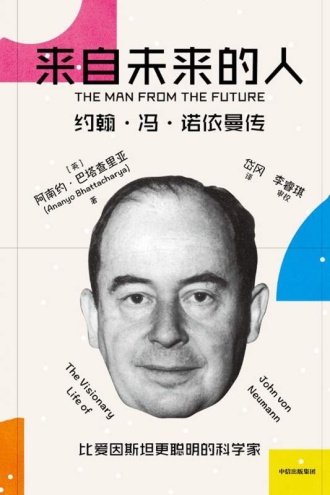 来自未来的人
THE MAN FROM THE FUTURE
约翰·冯·诺依曼传
[英]
阿南约·巴塔查里亚
(Ananyo Bhattacharya)
著
岱冈
译
李睿琪
审校
The Visionary
Life of
John von
Neumann
比爱因斯坦更聪明的科学家
中信出版集团